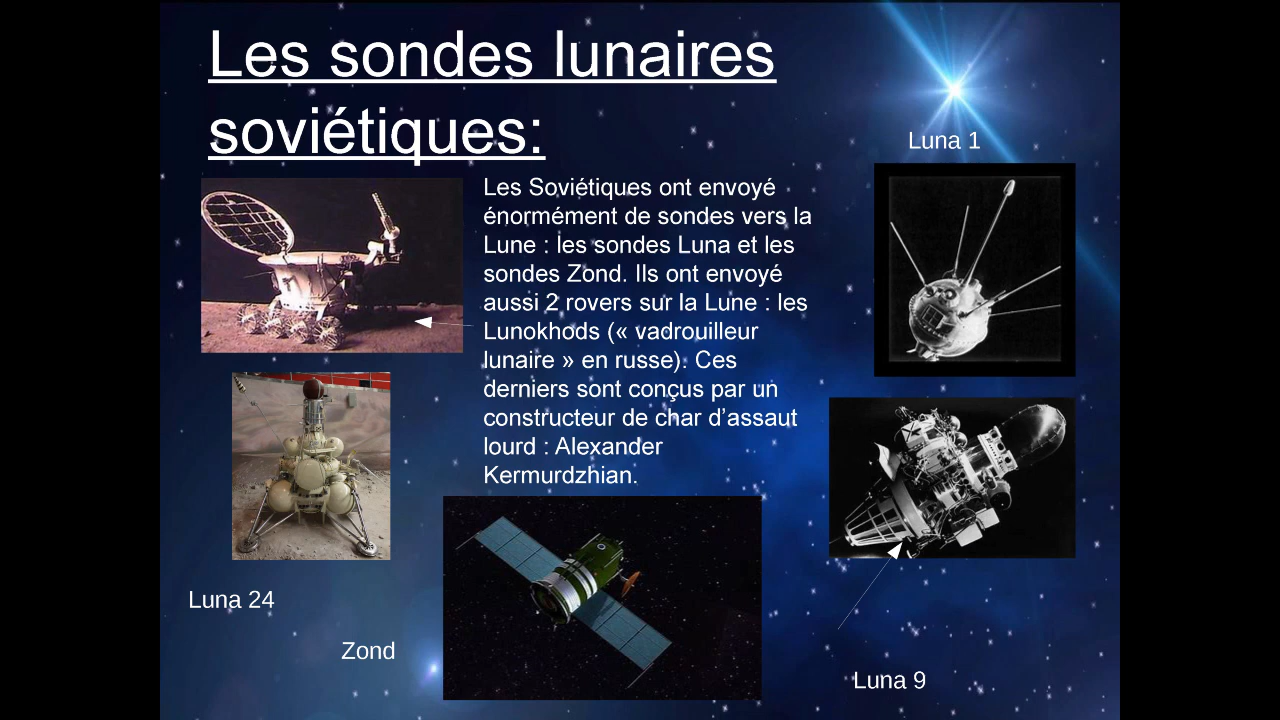 Les sondes lunaires
soviétiques:
Luna 1
Les Soviétiques ont envoyé
énormément de sondes vers la
Lune : les sondes Luna et les
sondes Zond. Ils ont envoyé
aussi 2 rovers sur la Lune : les
Lunokhods (« vadrouilleur
lunaire » en russe). Ces
derniers sont conçus par un
constructeur de char d’assaut
lourd : Alexander
Kermurdzhian.
Luna 24
Zond
Luna 9